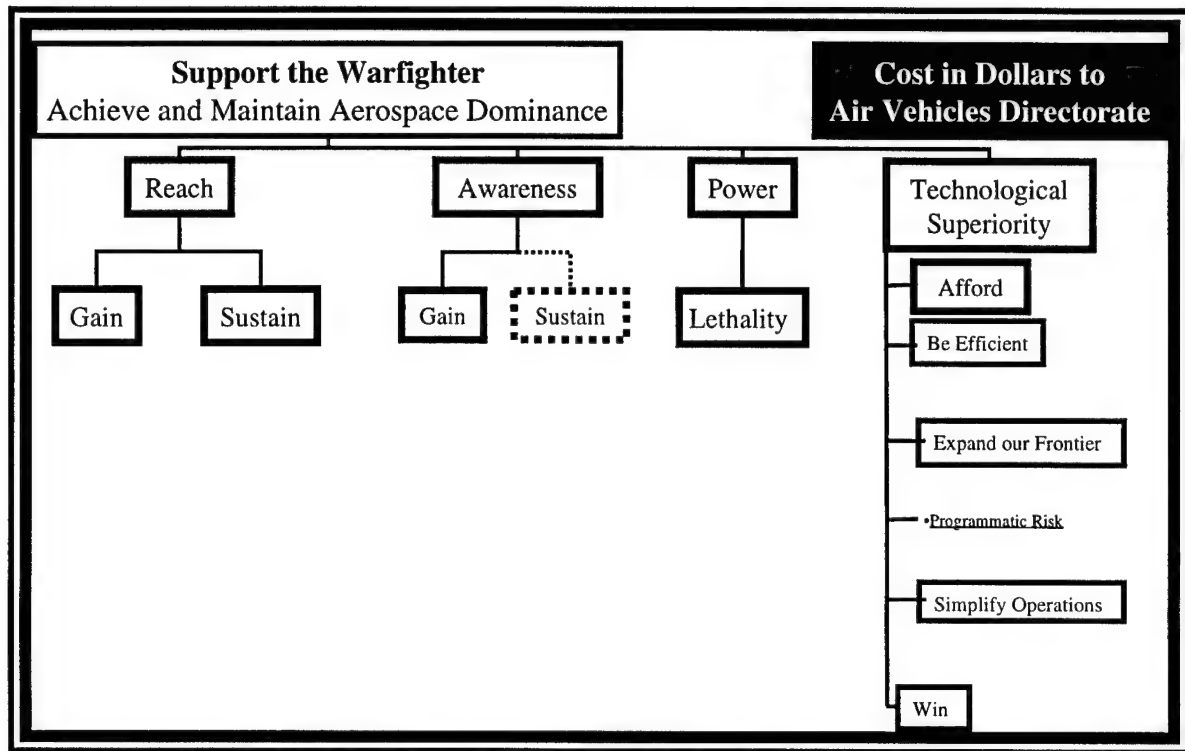 Support the Warfighter
Achieve and Maintain Aerospace Dominance
Cost in Dollars to
Air Vehicles Directorate
Reach
Awareness
Power
Technological
Superiority
Gain
Sustain
Gain
Sustain
Lethality
Afford
Be Efficient
Expand our Frontier
•Programmatic Risk
Simplify Operations
Win